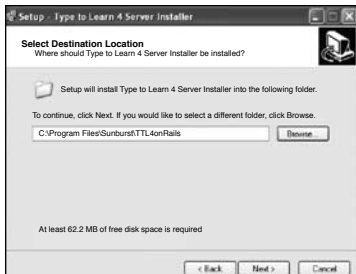 Setup - Type to Learn 4 Server Installer
Select Destination Location
Where should Type to Learn 4 Server Installer be installed?
Setup will install Type to Learn 4 Server Installer into the following folder.
To continue, click Next. If you would like to select a different folder, click Browse.
C:\Program Files\Sunburst\TTL4onRails
Browse...
At least 62.2 MB of free disk space is required
< Back
Next >
Cancel